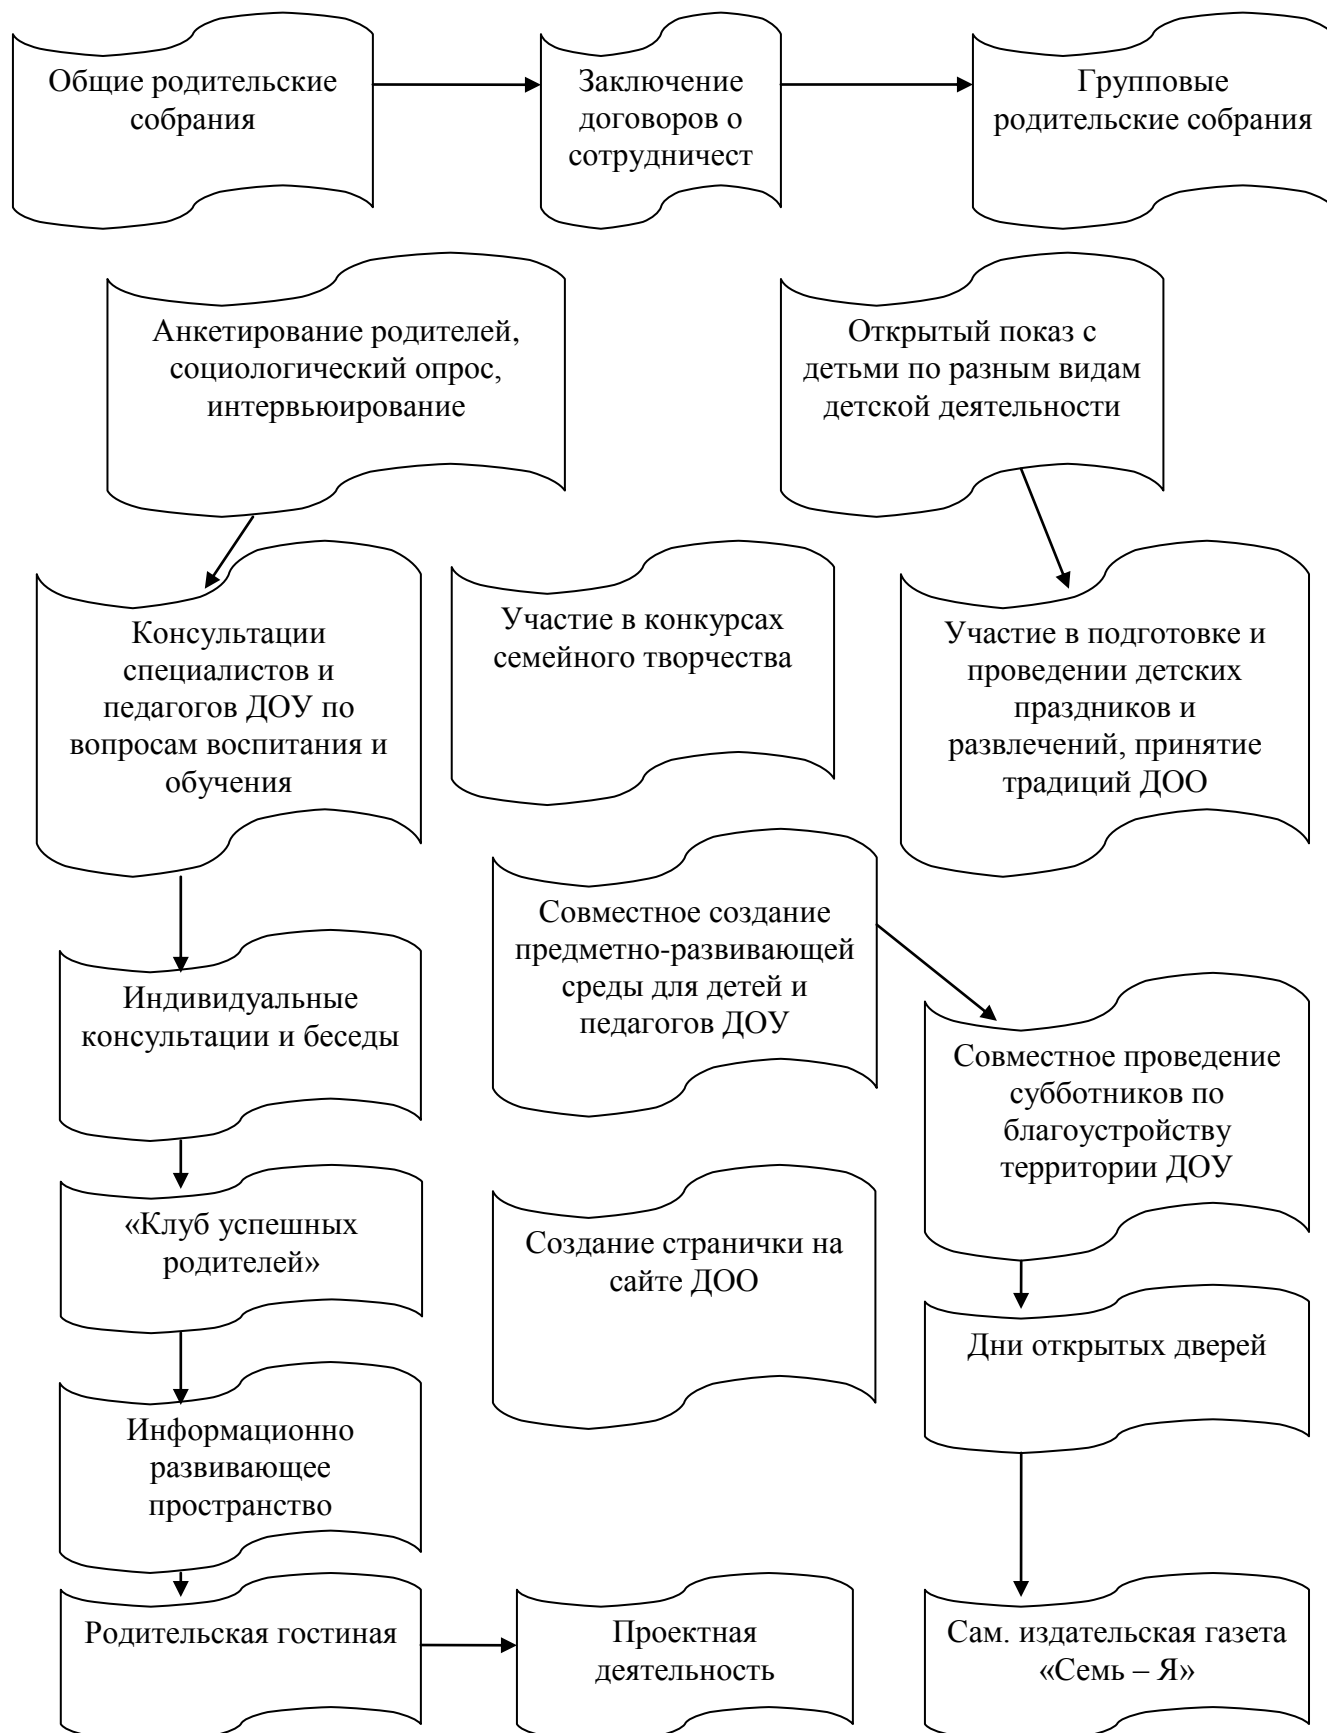 Общие родительские
собрания
Заключение
договоров о
сотрудничест
Групповые
родительские собрания
Анкетирование родителей,
социологический опрос,
интервьюирование
Открытый показ с
детьми по разным видам
детской деятельности
Консультации
специалистов и
педагогов ДОУ по
вопросам воспитания и
обучения
Участие в конкурсах
семейного творчества
Участие в подготовке и
проведении детских
праздников и
развлечений, принятие
традиций ДОО
Совместное создание
предметно-развивающей
среды для детей и
педагогов ДОУ
Индивидуальные
консультации и беседы
Совместное проведение
субботников по
благоустройству
территории ДОУ
«Клуб успешных
родителей»
Создание странички на
сайте ДОО
Дни открытых дверей
Информационно
развивающее
пространство
Родительская гостиная
Проектная
деятельность
Сам. издательская газета
«Семь – Я»